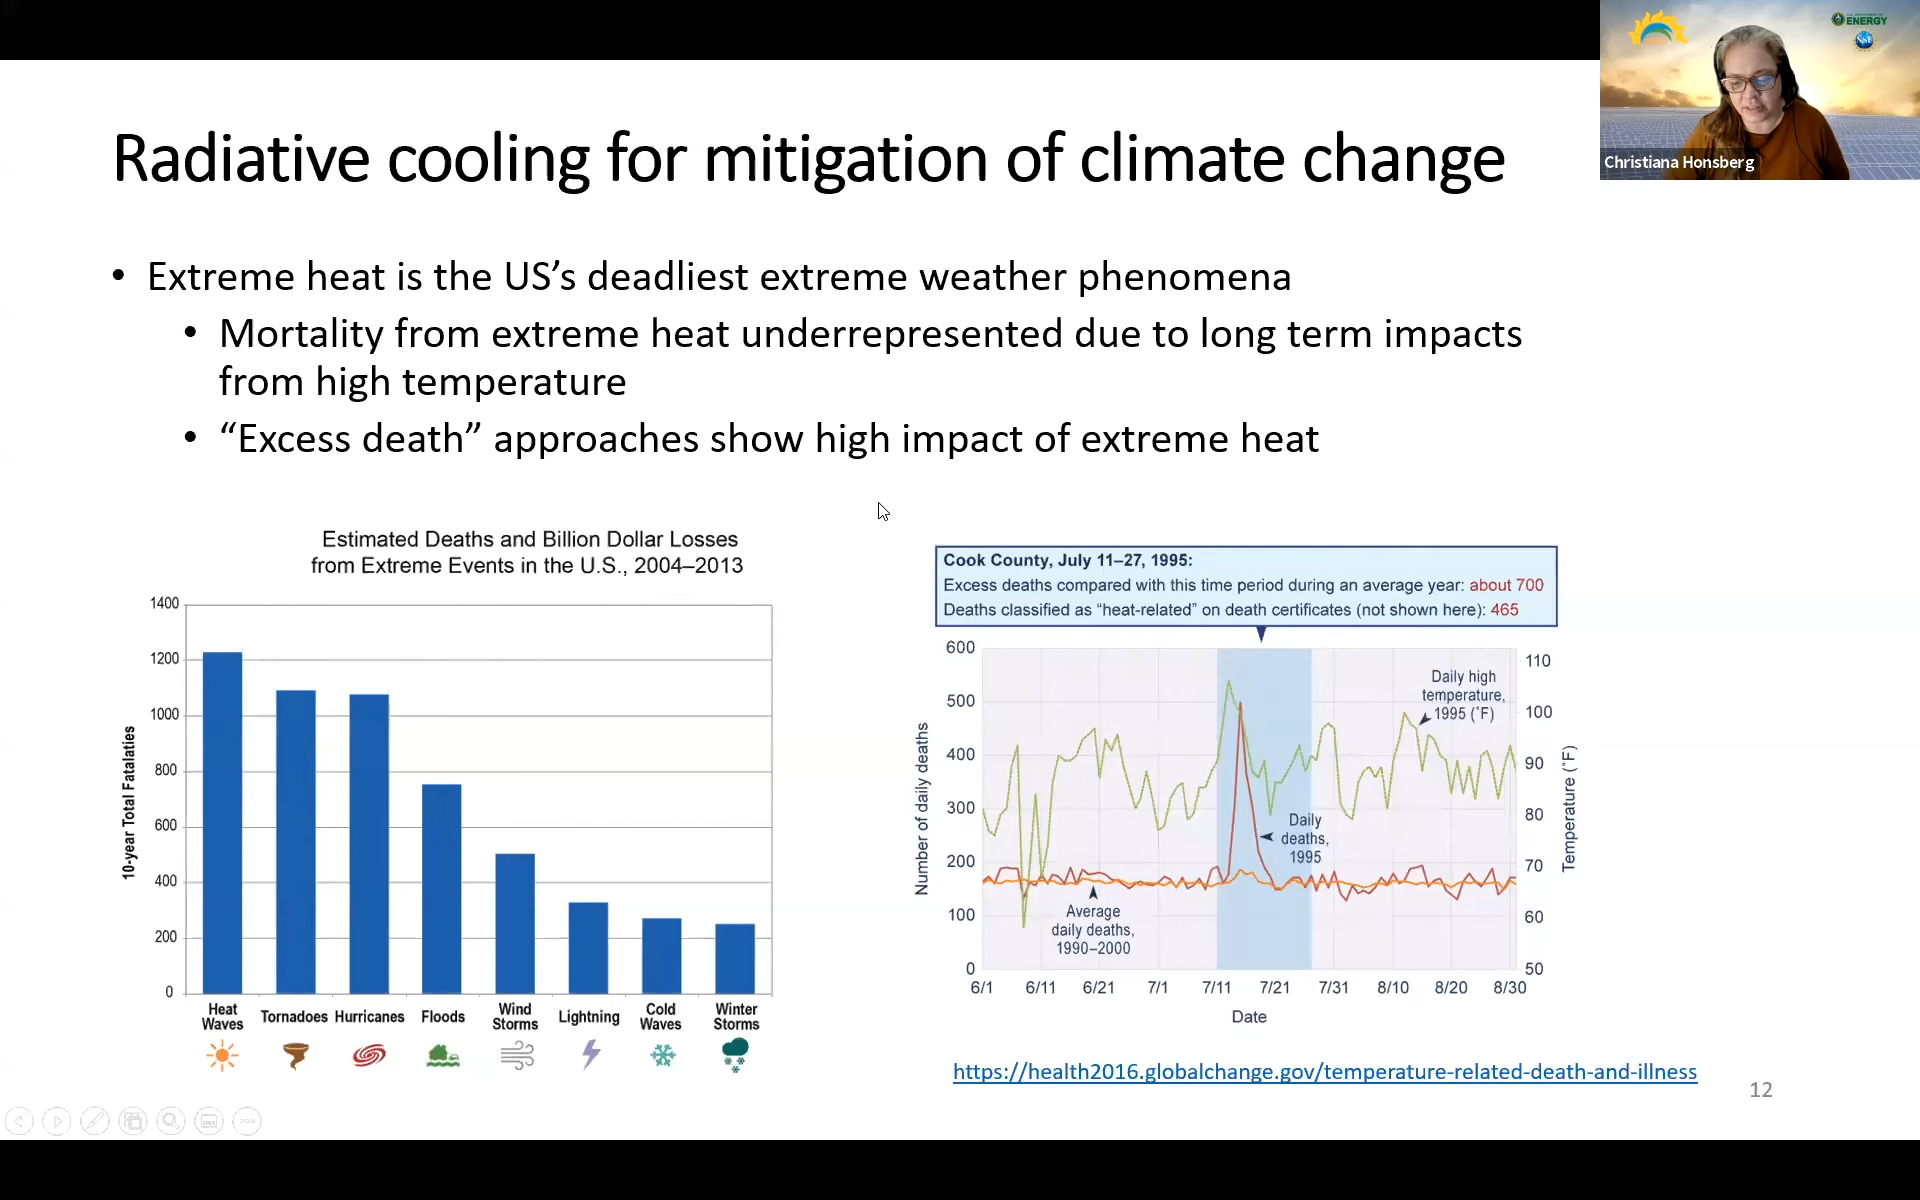 ENERGY
Christiana Honsberg
Radiative cooling for mitigation of climate change
• Extreme heat is the US’s deadliest extreme weather phenomena
• Mortality from extreme heat underrepresented due to long term impacts
from high temperature
• “Excess death” approaches show high impact of extreme heat
Estimated Deaths and Billion Dollar Losses
from Extreme Events in the U.S., 2004–2013
10-year Total Fatalaties
1400
1200
1000
800
600
400
200
0
Heat
Waves
Tornadoes
Hurricanes
Floods
Wind
Storms
Lightning
Cold
Waves
Winter
Storms
Cook County, July 11–27, 1995:
Excess deaths compared with this time period during an average year: about 700
Deaths classified as “heat-related” on death certificates (not shown here): 465
Number of daily deaths
600
500
400
300
200
100
0
Daily high
temperature,
1995 (˚F)
Daily
deaths,
1995
Average
daily deaths,
1990–2000
110
100
90
80
70
60
50
Temperature (˚F)
6/1 6/11 6/21 7/1 7/11 7/21 7/31 8/10 8/20 8/30
Date
https://health2016.globalchange.gov/temperature-related-death-and-illness
12